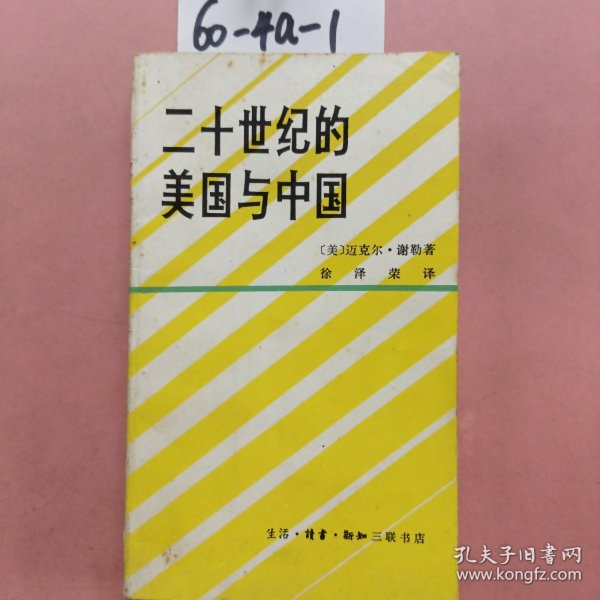 60-4a-1
二十世纪的
美国与中国
〔美〕迈克尔·谢勒著
徐泽荣译
生活·读书·新知三联书店
孔夫子旧书网
www.kongfz.com